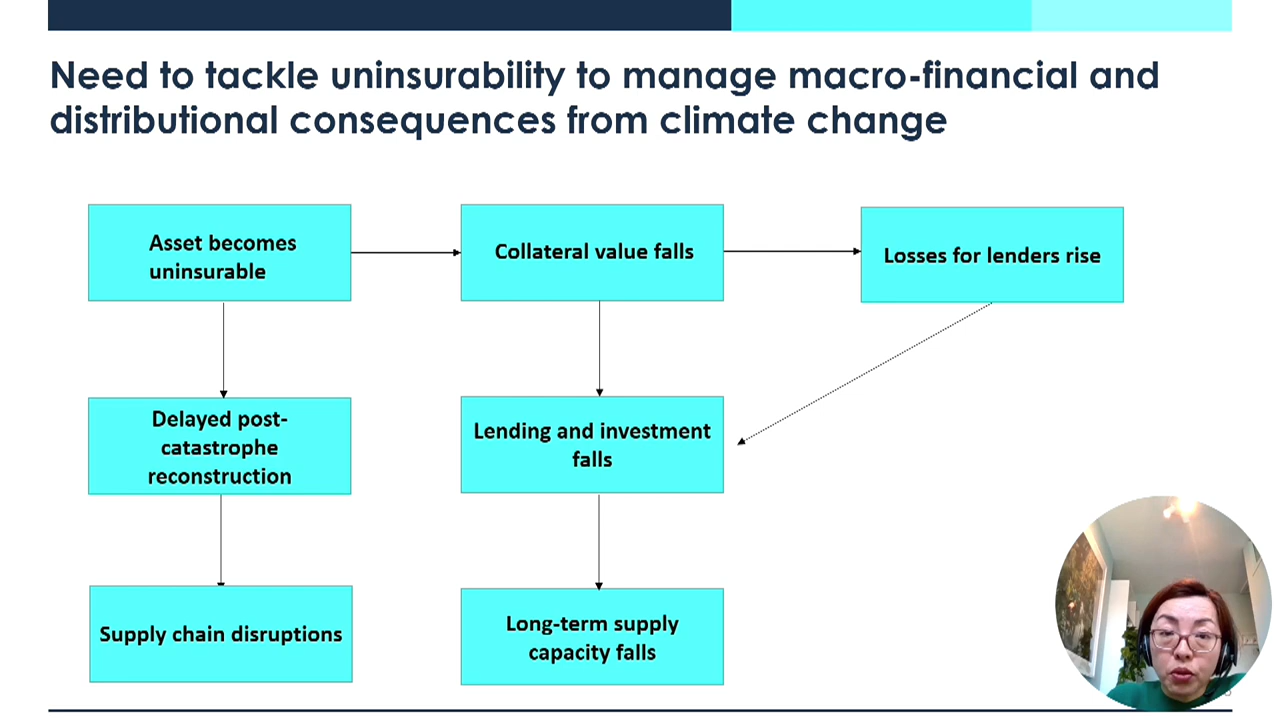 Need to tackle uninsurability to manage macro-financial and
distributional consequences from climate change
Asset becomes
uninsurable
Collateral value falls
Losses for lenders rise
Delayed post-
catastrophe
reconstruction
Lending and investment
falls
Supply chain disruptions
Long-term supply
capacity falls